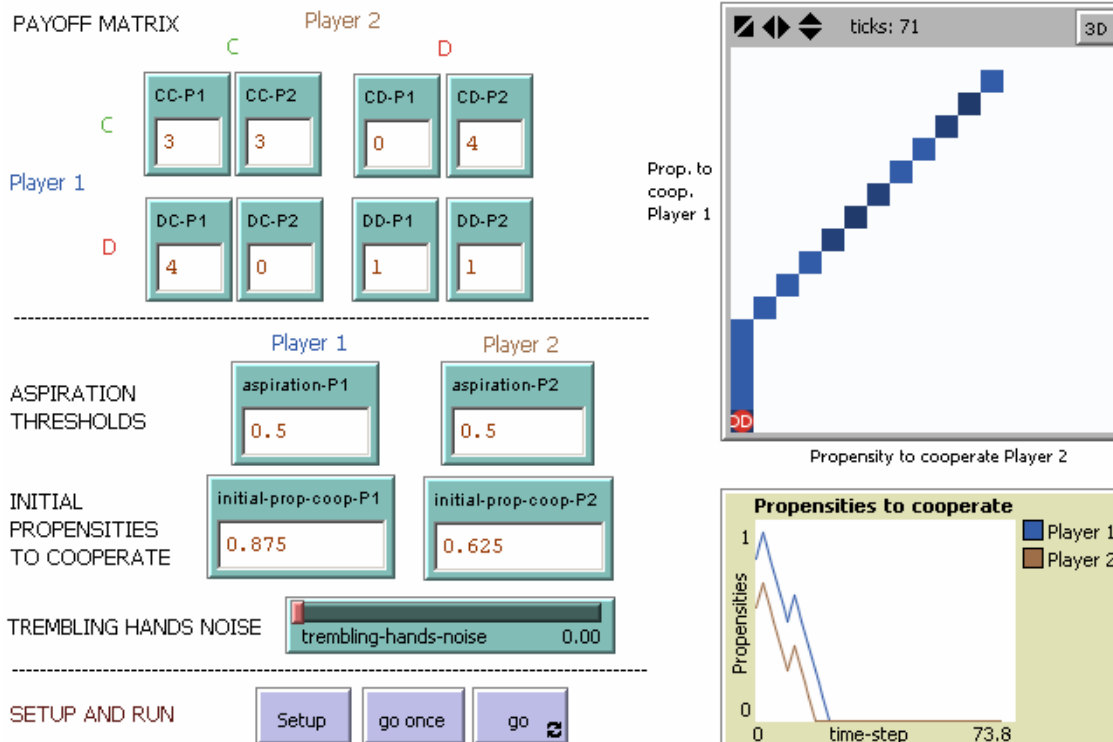 PAYOFF MATRIX
Player 2
C
D
CC-P1
CC-P2
CD-P1
CD-P2
C
3
3
0
4
Player 1
DC-P1
DC-P2
DD-P1
DD-P2
D
4
0
1
1
Player 1
Player 2
ASPIRATION
THRESHOLDS
aspiration-P1
aspiration-P2
0.5
0.5
INITIAL
PROPENSITIES
TO COOPERATE
initial-prop-coop-P1
initial-prop-coop-P2
0.875
0.625
TREMBLING HANDS NOISE
trembling-hands-noise
0.00
SETUP AND RUN
Setup
go once
go
ticks: 71
3D
Prop. to
coop.
Player 1
DD
Propensity to cooperate Player 2
Propensities to cooperate
1
Propensities
0
0
time-step
73.8
Player 1
Player 2